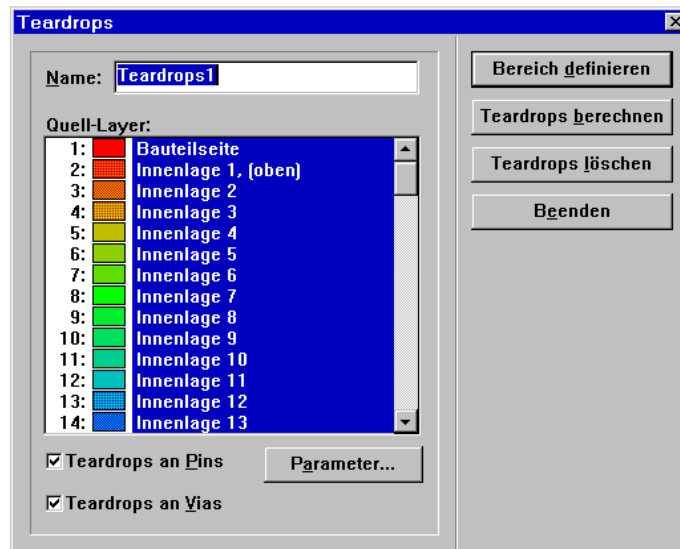 Teardrops
Name: Teardrops1
Quell-Layer:
1: Bauteilseite
2: Innenlage 1, (oben)
3: Innenlage 2
4: Innenlage 3
5: Innenlage 4
6: Innenlage 5
7: Innenlage 6
8: Innenlage 7
9: Innenlage 8
10: Innenlage 9
11: Innenlage 10
12: Innenlage 11
13: Innenlage 12
14: Innenlage 13
Teardrops an Pins
Parameter...
Teardrops an Vias
Bereich definieren
Teardrops berechnen
Teardrops löschen
Beenden